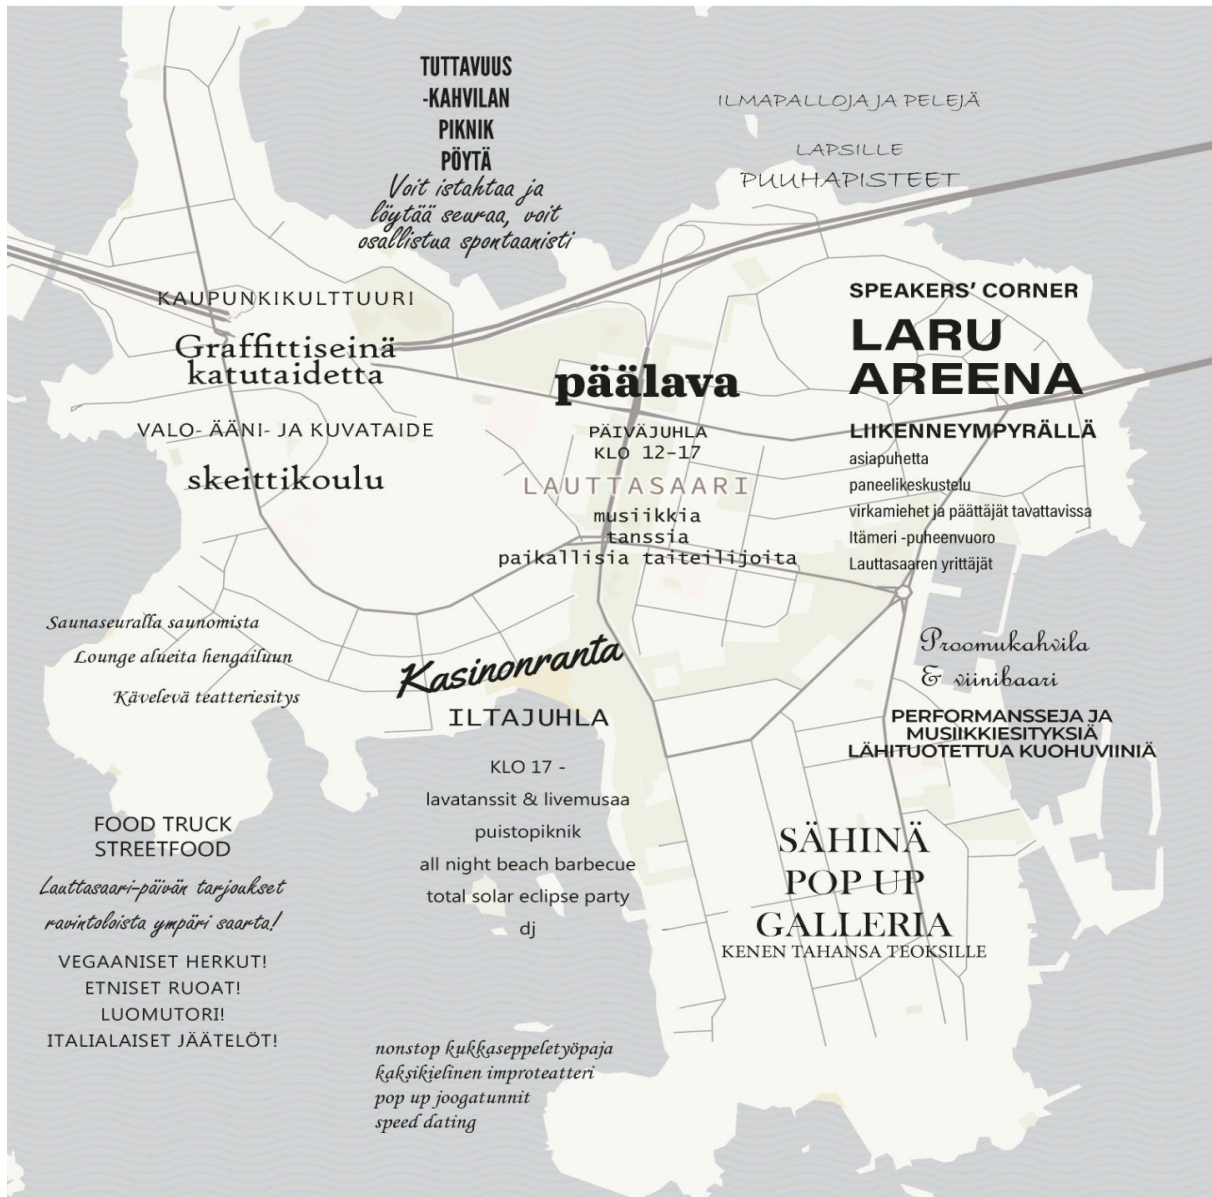 TUTTAVUUS
-KAHVILAN
PIKNIK
PÖYTÄ
Voit istahtaa ja
löytää seuraa, voit
osallistua spontaanisti
ILMAPALLOJA JA PELEJÄ
LAPSILLE
PUUHAPISTEET
KAUPUNKIKULTTUURI
Graffittiseinä
katutaidetta
VALO- ÄÄNI- JA KUVATAIDE
skeittikoulu
päälava
PÄIVÄJUHLA
KLO 12-17
LAUTTASAARI
musiikkia
tanssia
paikallisia taiteilijoita
SPEAKERS' CORNER
LARU
AREENA
LIIKENNEYMPYRÄLLÄ
asiapuhetta
paneelikeskustelu
virkamiehet ja päättäjät tavattavissa
Itämeri -puheenvuoro
Lauttasaaren yrittäjät
Saunaseuralla saunomista
Lounge alueita hengailuun
Kävelevä teatteriesitys
Kasinonranta
ILTAJUHLA
KLO 17 -
lavatanssit & livemusaa
puistopiknik
all night beach barbecue
total solar eclipse party
dj
Proomukahvila
& viinibaari
PERFORMANSSEJA JA
MUSIIKKIESITYKSIÄ
LÄHITUOTETTUA KUOHUVIINIÄ
FOOD TRUCK
STREETFOOD
Lauttasaari-päivän tarjoukset
ravintoloista ympäri saarta!
VEGAANISET HERKUT!
ETNISET RUOAT!
LUOMUTORI!
ITALIALAISET JÄÄTELÖT!
SÄHINÄ
POP UP
GALLERIA
KENEN TAHANSA TEOKSILLE
nonstop kukkaseppeletyöpaja
kaksikielinen improteatteri
pop up joogatunnit
speed dating